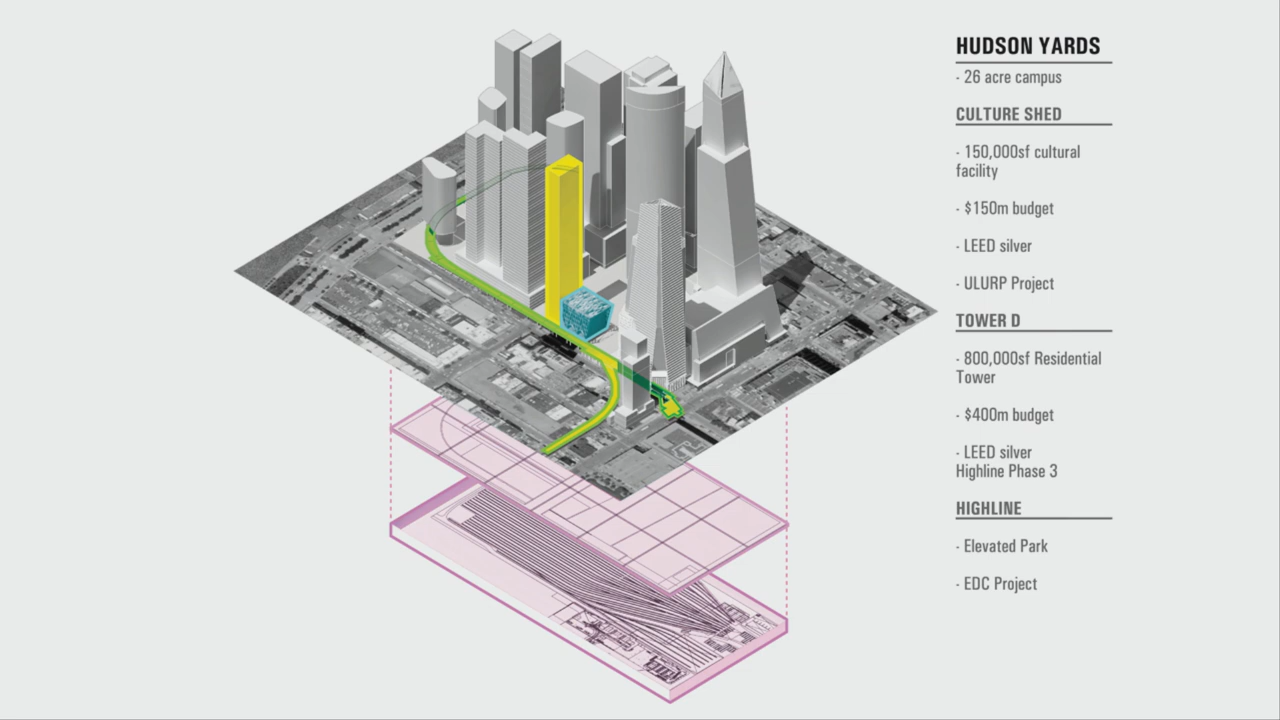 HUDSON YARDS
- 26 acre campus
CULTURE SHED
- 150,000sf cultural
facility
- $150m budget
- LEED silver
- ULURP Project
TOWER D
- 800,000sf Residential
Tower
- $400m budget
- LEED silver
Highline Phase 3
HIGHLINE
- Elevated Park
- EDC Project